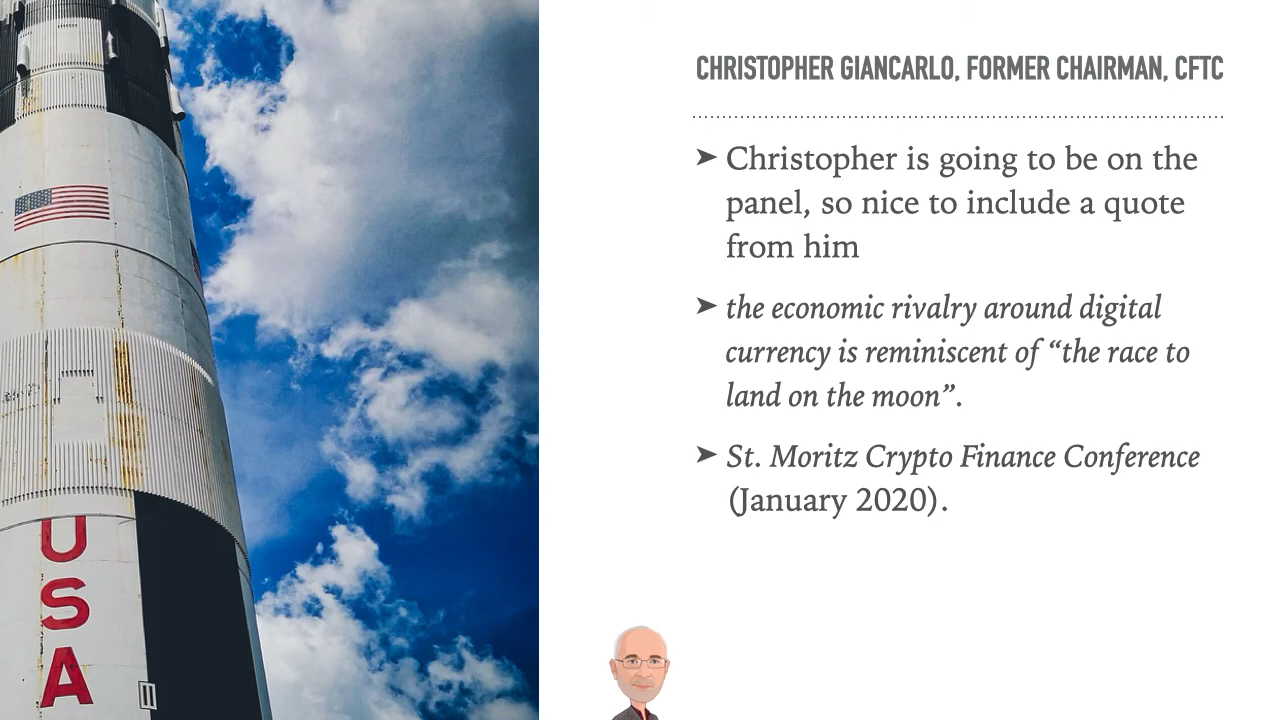 CHRISTOPHER GIANCARLO, FORMER CHAIRMAN, CFTC
➤ Christopher is going to be on the
panel, so nice to include a quote
from him
➤ the economic rivalry around digital
currency is reminiscent of “the race to
land on the moon”.
➤ St. Moritz Crypto Finance Conference
(January 2020).
U
S
A